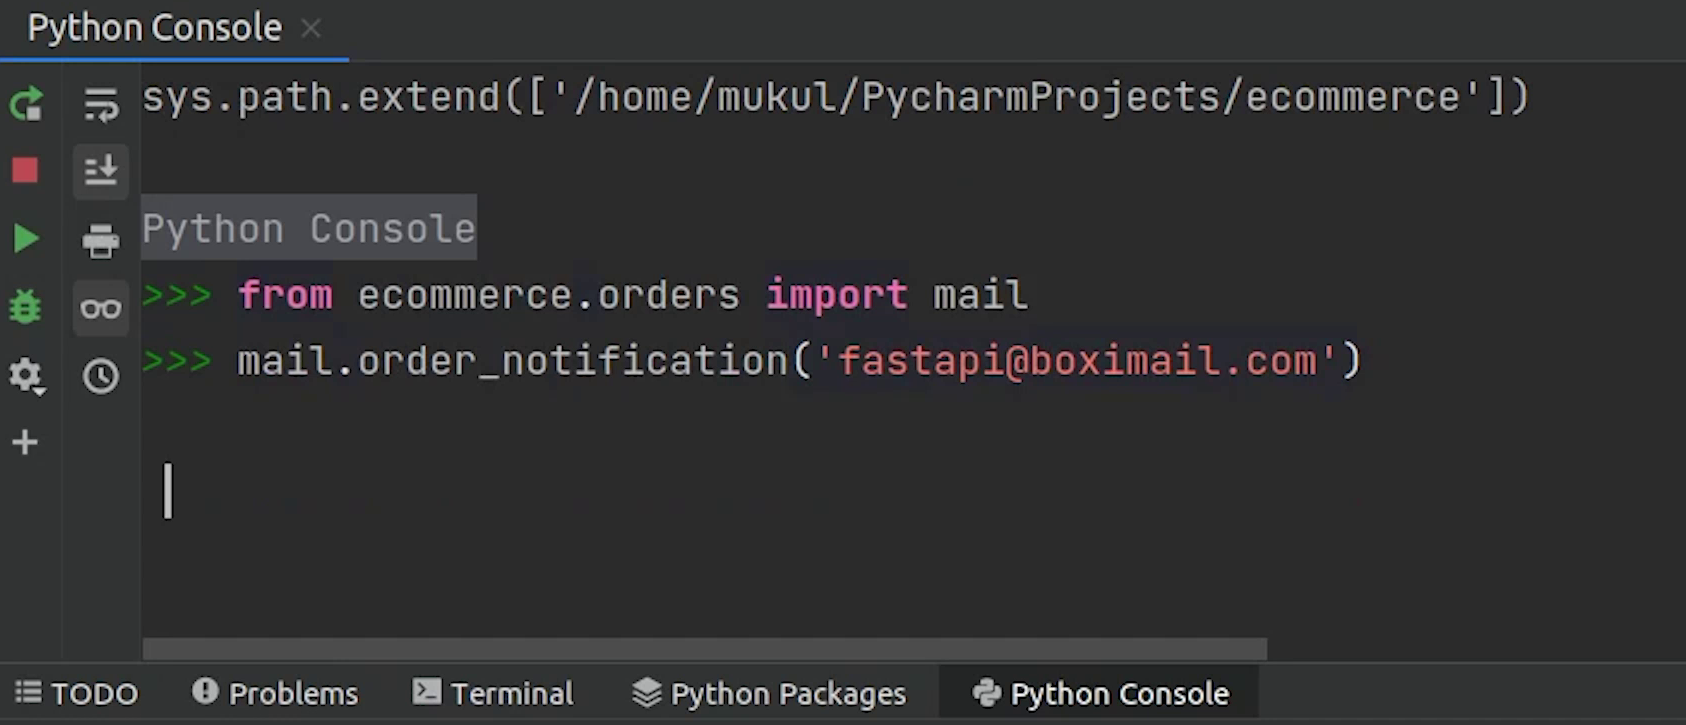 Python Console
sys.path.extend(['/home/mukul/PycharmProjects/ecommerce'])
Python Console
>>> from ecommerce.orders import mail
>>> mail.order_notification('fastapi@boximail.com')
TODO Problems Terminal Python Packages Python Console